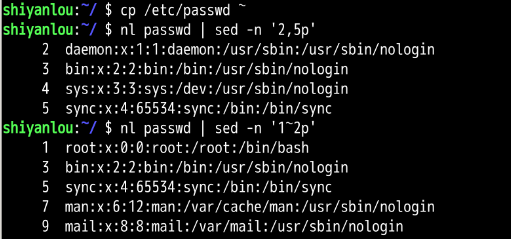 shiyanlou:~/ $ cp /etc/passwd ~
shiyanlou:~/ $ nl passwd | sed -n '2,5p'
2 daemon:x:1:1:daemon:/usr/sbin:/usr/sbin/nologin
3 bin:x:2:2:bin:/bin:/usr/sbin/nologin
4 sys:x:3:3:sys:/dev:/usr/sbin/nologin
5 sync:x:4:65534:sync:/bin:/bin/sync
shiyanlou:~/ $ nl passwd | sed -n '1~2p'
1 root:x:0:0:root:/root:/bin/bash
3 bin:x:2:2:bin:/bin:/usr/sbin/nologin
5 sync:x:4:65534:sync:/bin:/bin/sync
7 man:x:6:12:man:/var/cache/man:/usr/sbin/nologin
9 mail:x:8:8:mail:/var/mail:/usr/sbin/nologin